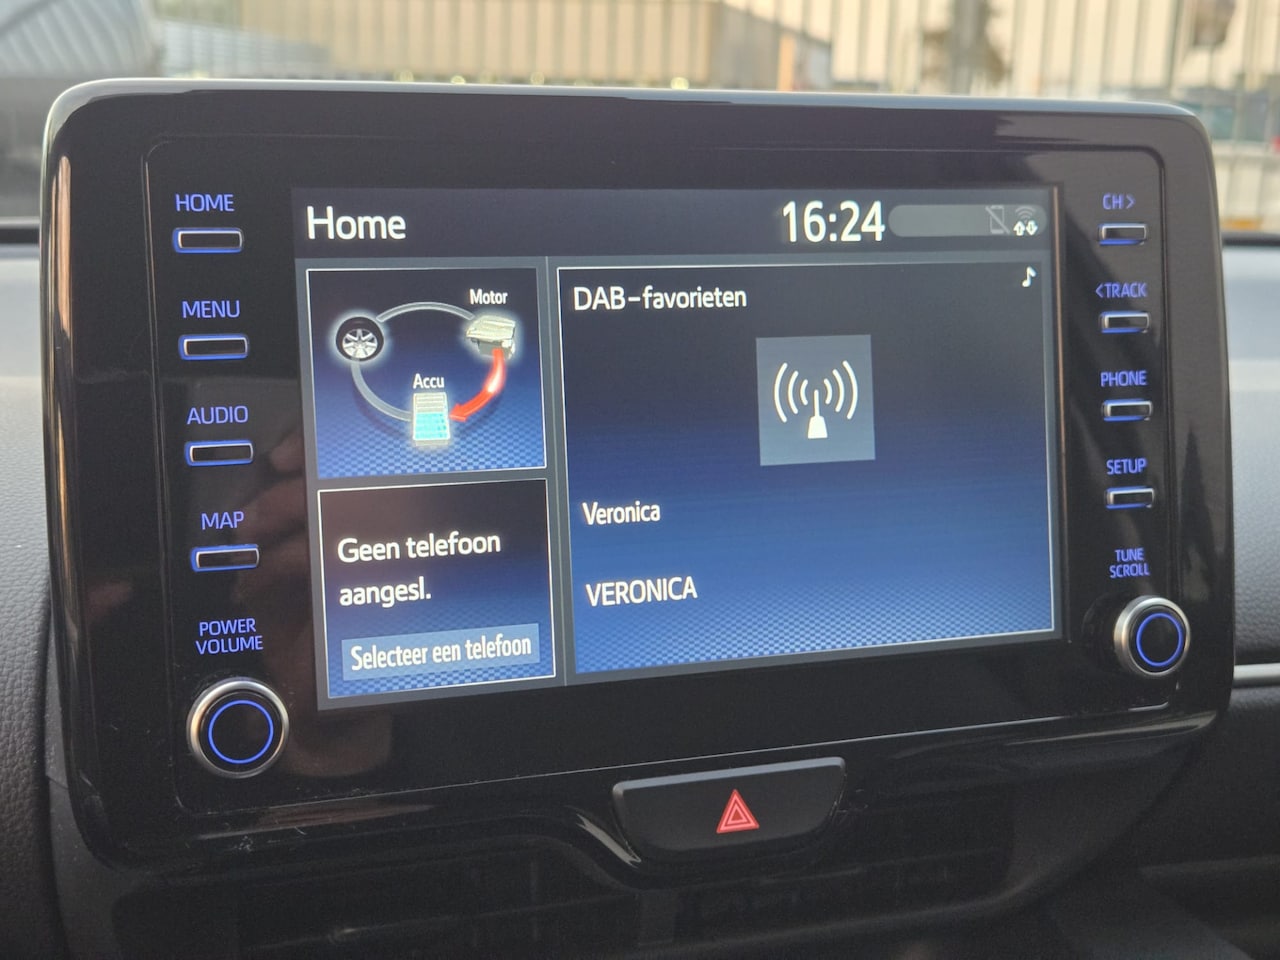 HOME
MENU
AUDIO
MAP
POWER
VOLUME
Home
16:24
Motor
Accu
Geen telefoon
aangesl.
Selecteer een telefoon
DAB-favorieten
Veronica
VERONICA
CH>
<TRACK
PHONE
SETUP
TUNE
SCROLL